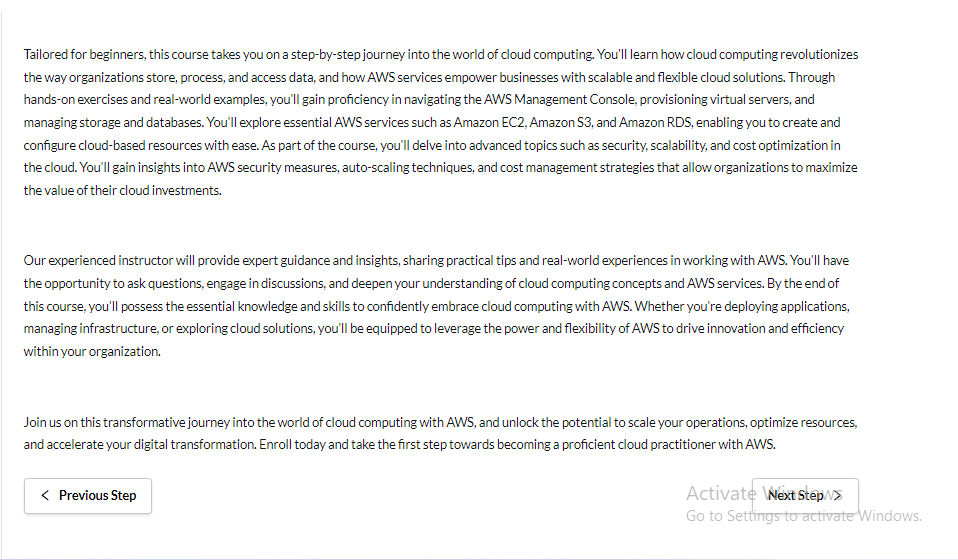 Tailored for beginners, this course takes you on a step-by-step journey into the world of cloud computing. You'll learn how cloud computing revolutionizes
the way organizations store, process, and access data, and how AWS services empower businesses with scalable and flexible cloud solutions. Through
hands-on exercises and real-world examples, you'll gain proficiency in navigating the AWS Management Console, provisioning virtual servers, and
managing storage and databases. You'll explore essential AWS services such as Amazon EC2, Amazon S3, and Amazon RDS, enabling you to create and
configure cloud-based resources with ease. As part of the course, you'll delve into advanced topics such as security, scalability, and cost optimization in
the cloud. You'll gain insights into AWS security measures, auto-scaling techniques, and cost management strategies that allow organizations to maximize
the value of their cloud investments.
Our experienced instructor will provide expert guidance and insights, sharing practical tips and real-world experiences in working with AWS. You'll have
the opportunity to ask questions, engage in discussions, and deepen your understanding of cloud computing concepts and AWS services. By the end of
this course, you'll possess the essential knowledge and skills to confidently embrace cloud computing with AWS. Whether you're deploying applications,
managing infrastructure, or exploring cloud solutions, you'll be equipped to leverage the power and flexibility of AWS to drive innovation and efficiency
within your organization.
Join us on this transformative journey into the world of cloud computing with AWS, and unlock the potential to scale your operations, optimize resources,
and accelerate your digital transformation. Enroll today and take the first step towards becoming a proficient cloud practitioner with AWS.
< Previous Step
Next Step >
Activate Windows
Go to Settings to activate Windows.